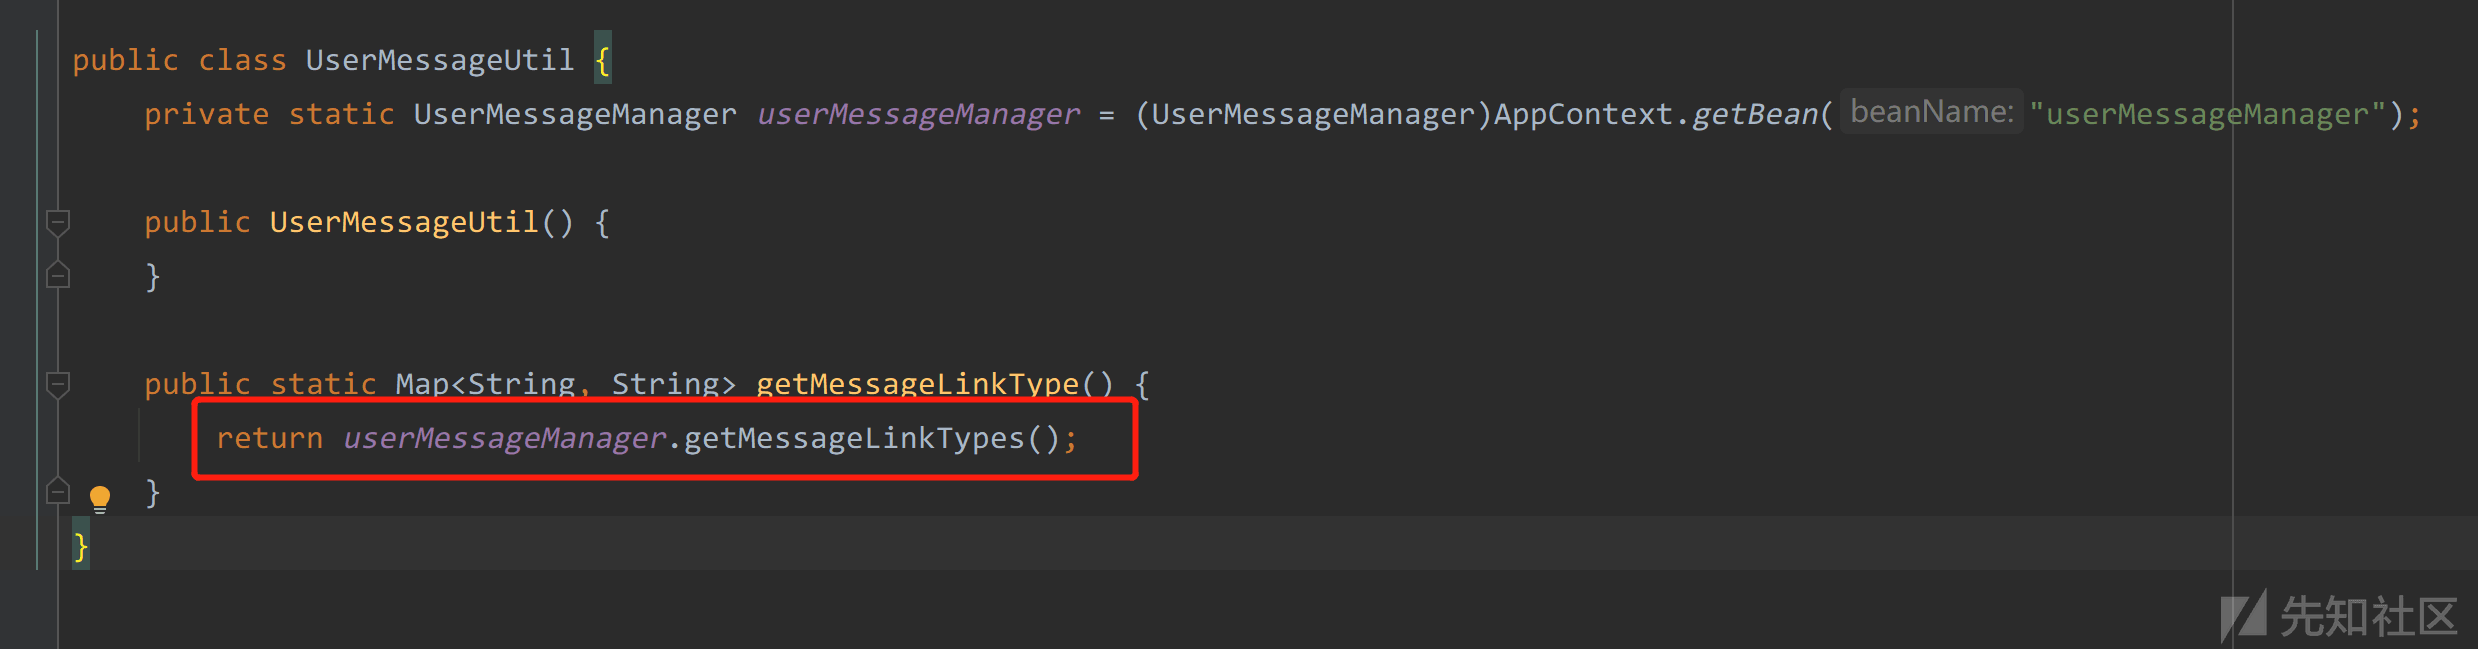 public class UserMessageUtil {
private static UserMessageManager userMessageManager = (UserMessageManager)AppContext.getBean( beanName: "userMessageManager");
public UserMessageUtil() {
}
public static Map<String, String> getMessageLinkType() {
return userMessageManager.getMessageLinkTypes();
}
}
先知社区